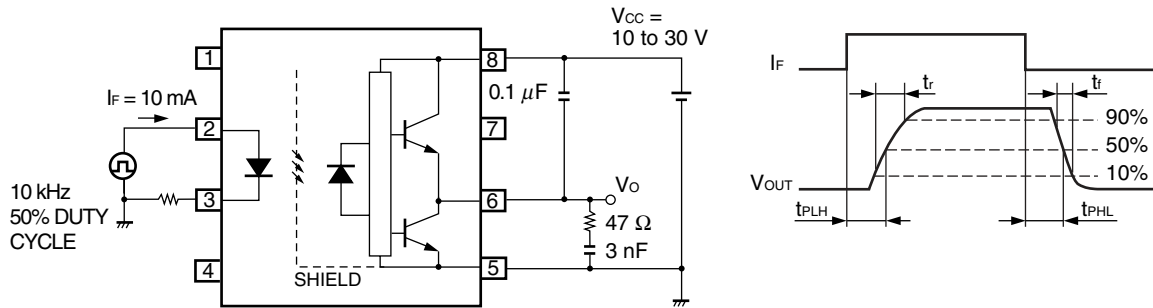 VCC =
10 to 30 V
1
8
0.1 μF
IF = 10 mA
2
7
10 kHz
50% DUTY
CYCLE
3
6
VO
47 Ω
3 nF
4
SHIELD
5
IF
tr
tf
90%
50%
10%
VOUT
tPLH
tPHL